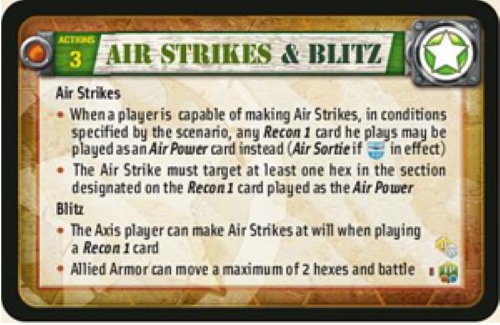 ACTIONS
3
AIR STRIKES & BLITZ
Air Strikes
• When a player is capable of making Air Strikes, in conditions
specified by the scenario, any Recon 1 card he plays may be
played as an Air Power card instead (Air Sortie if in effect)
• The Air Strike must target at least one hex in the section
designated on the Recon 1 card played as the Air Power
Blitz
• The Axis player can make Air Strikes at will when playing
a Recon 1 card
• Allied Armor can move a maximum of 2 hexes and battle
8